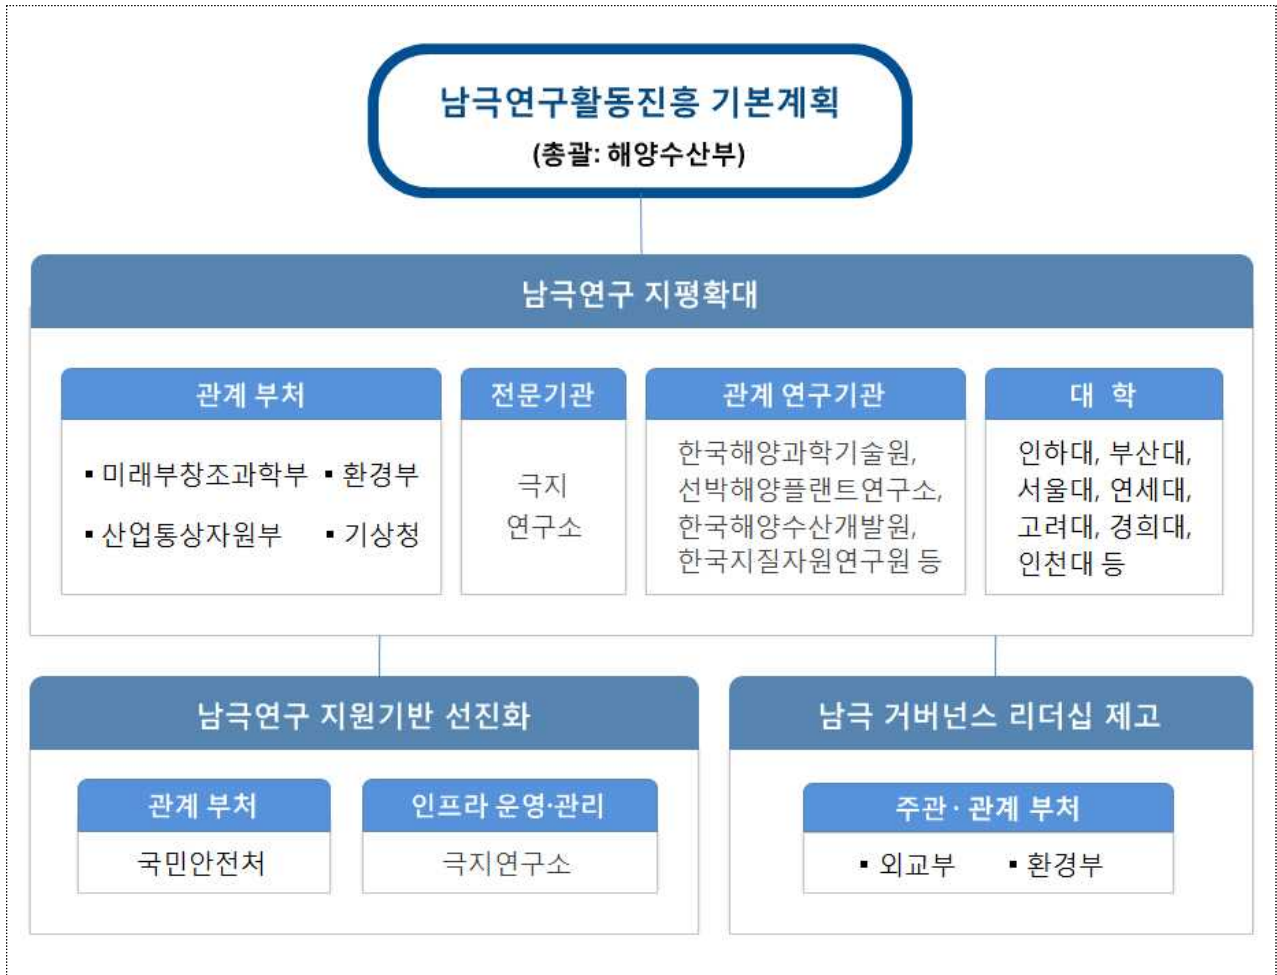 남극연구활동진흥 기본계획
(총괄: 해양수산부)
남극연구 지평확대
관계 부처
▪ 미래부창조과학부 ▪ 환경부
▪ 산업통상자원부 ▪ 기상청
전문기관
극지
연구소
관계 연구기관
한국해양과학기술원,
선박해양플랜트연구소,
한국해양수산개발원,
한국지질자원연구원 등
대 학
인하대, 부산대,
서울대, 연세대,
고려대, 경희대,
인천대 등
남극연구 지원기반 선진화
관계 부처
국민안전처
인프라 운영·관리
극지연구소
남극 거버넌스 리더십 제고
주관 · 관계 부처
▪ 외교부 ▪ 환경부